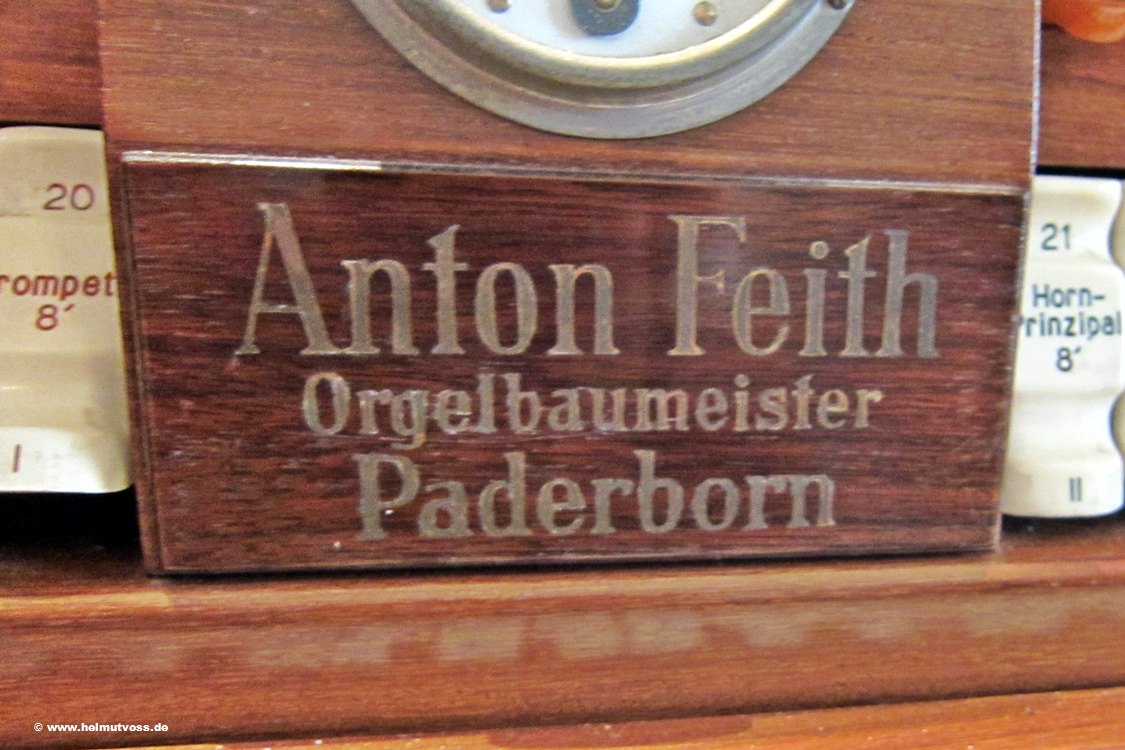 Anton Feith
Orgelbaumeister
Paderborn
20
rompet
8′
I
21
Horn-
Prinzipal
8′
II
© www.helmutvoss.de